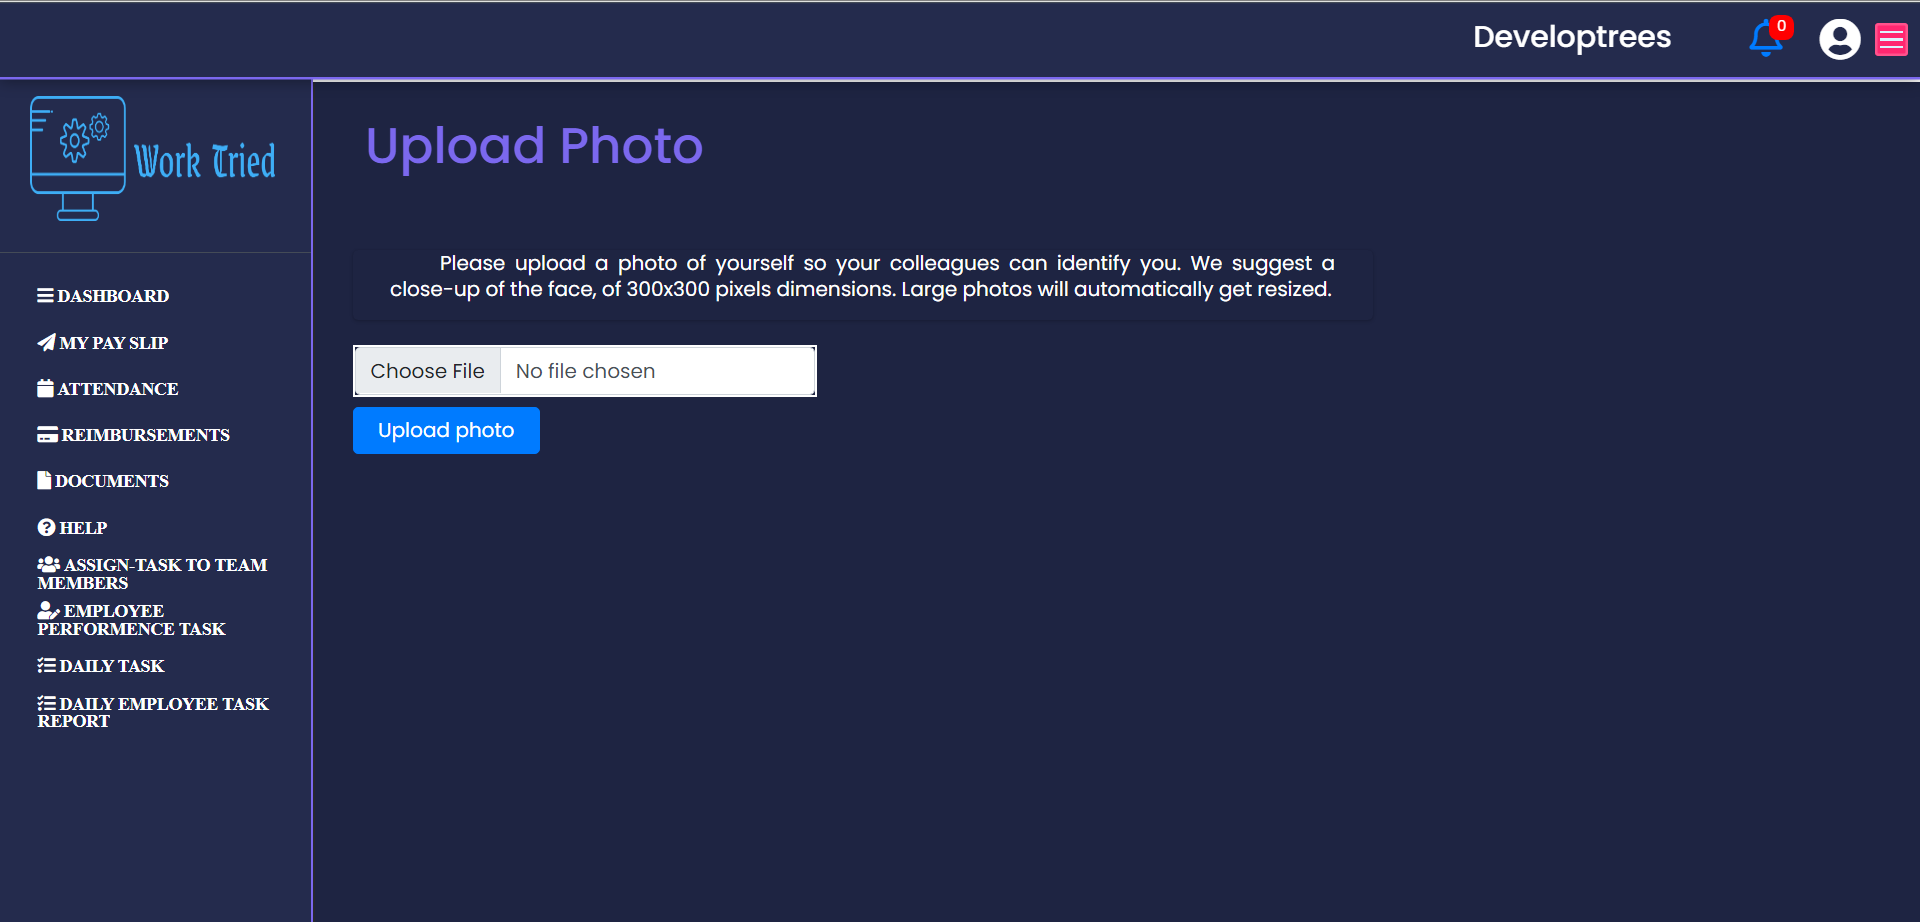 Developtrees
0
Work Tried
Upload Photo
Please upload a photo of yourself so your colleagues can identify you. We suggest a
close-up of the face, of 300x300 pixels dimensions. Large photos will automatically get resized.
Choose File
No file chosen
Upload photo
DASHBOARD
MY PAY SLIP
ATTENDANCE
REIMBURSEMENTS
DOCUMENTS
HELP
ASSIGN-TASK TO TEAM
MEMBERS
EMPLOYEE
PERFORMENCE TASK
DAILY TASK
DAILY EMPLOYEE TASK
REPORT